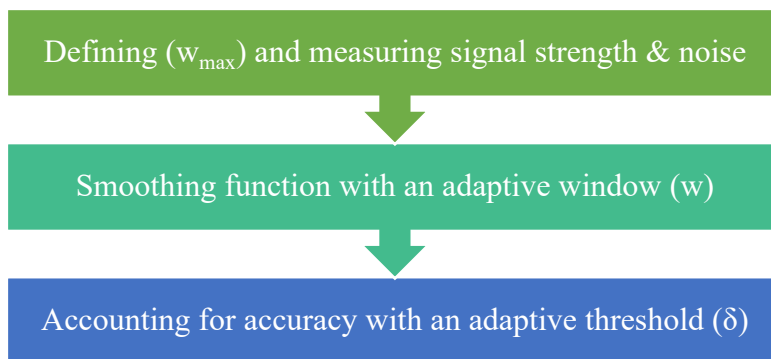 Defining (wmax) and measuring signal strength & noise
Smoothing function with an adaptive window (w)
Accounting for accuracy with an adaptive threshold (δ)